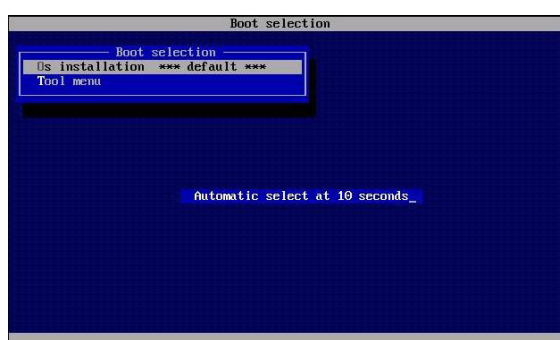 Boot selection
Boot selection
Os installation *** default ***
Tool menu
Automatic select at 10 seconds_